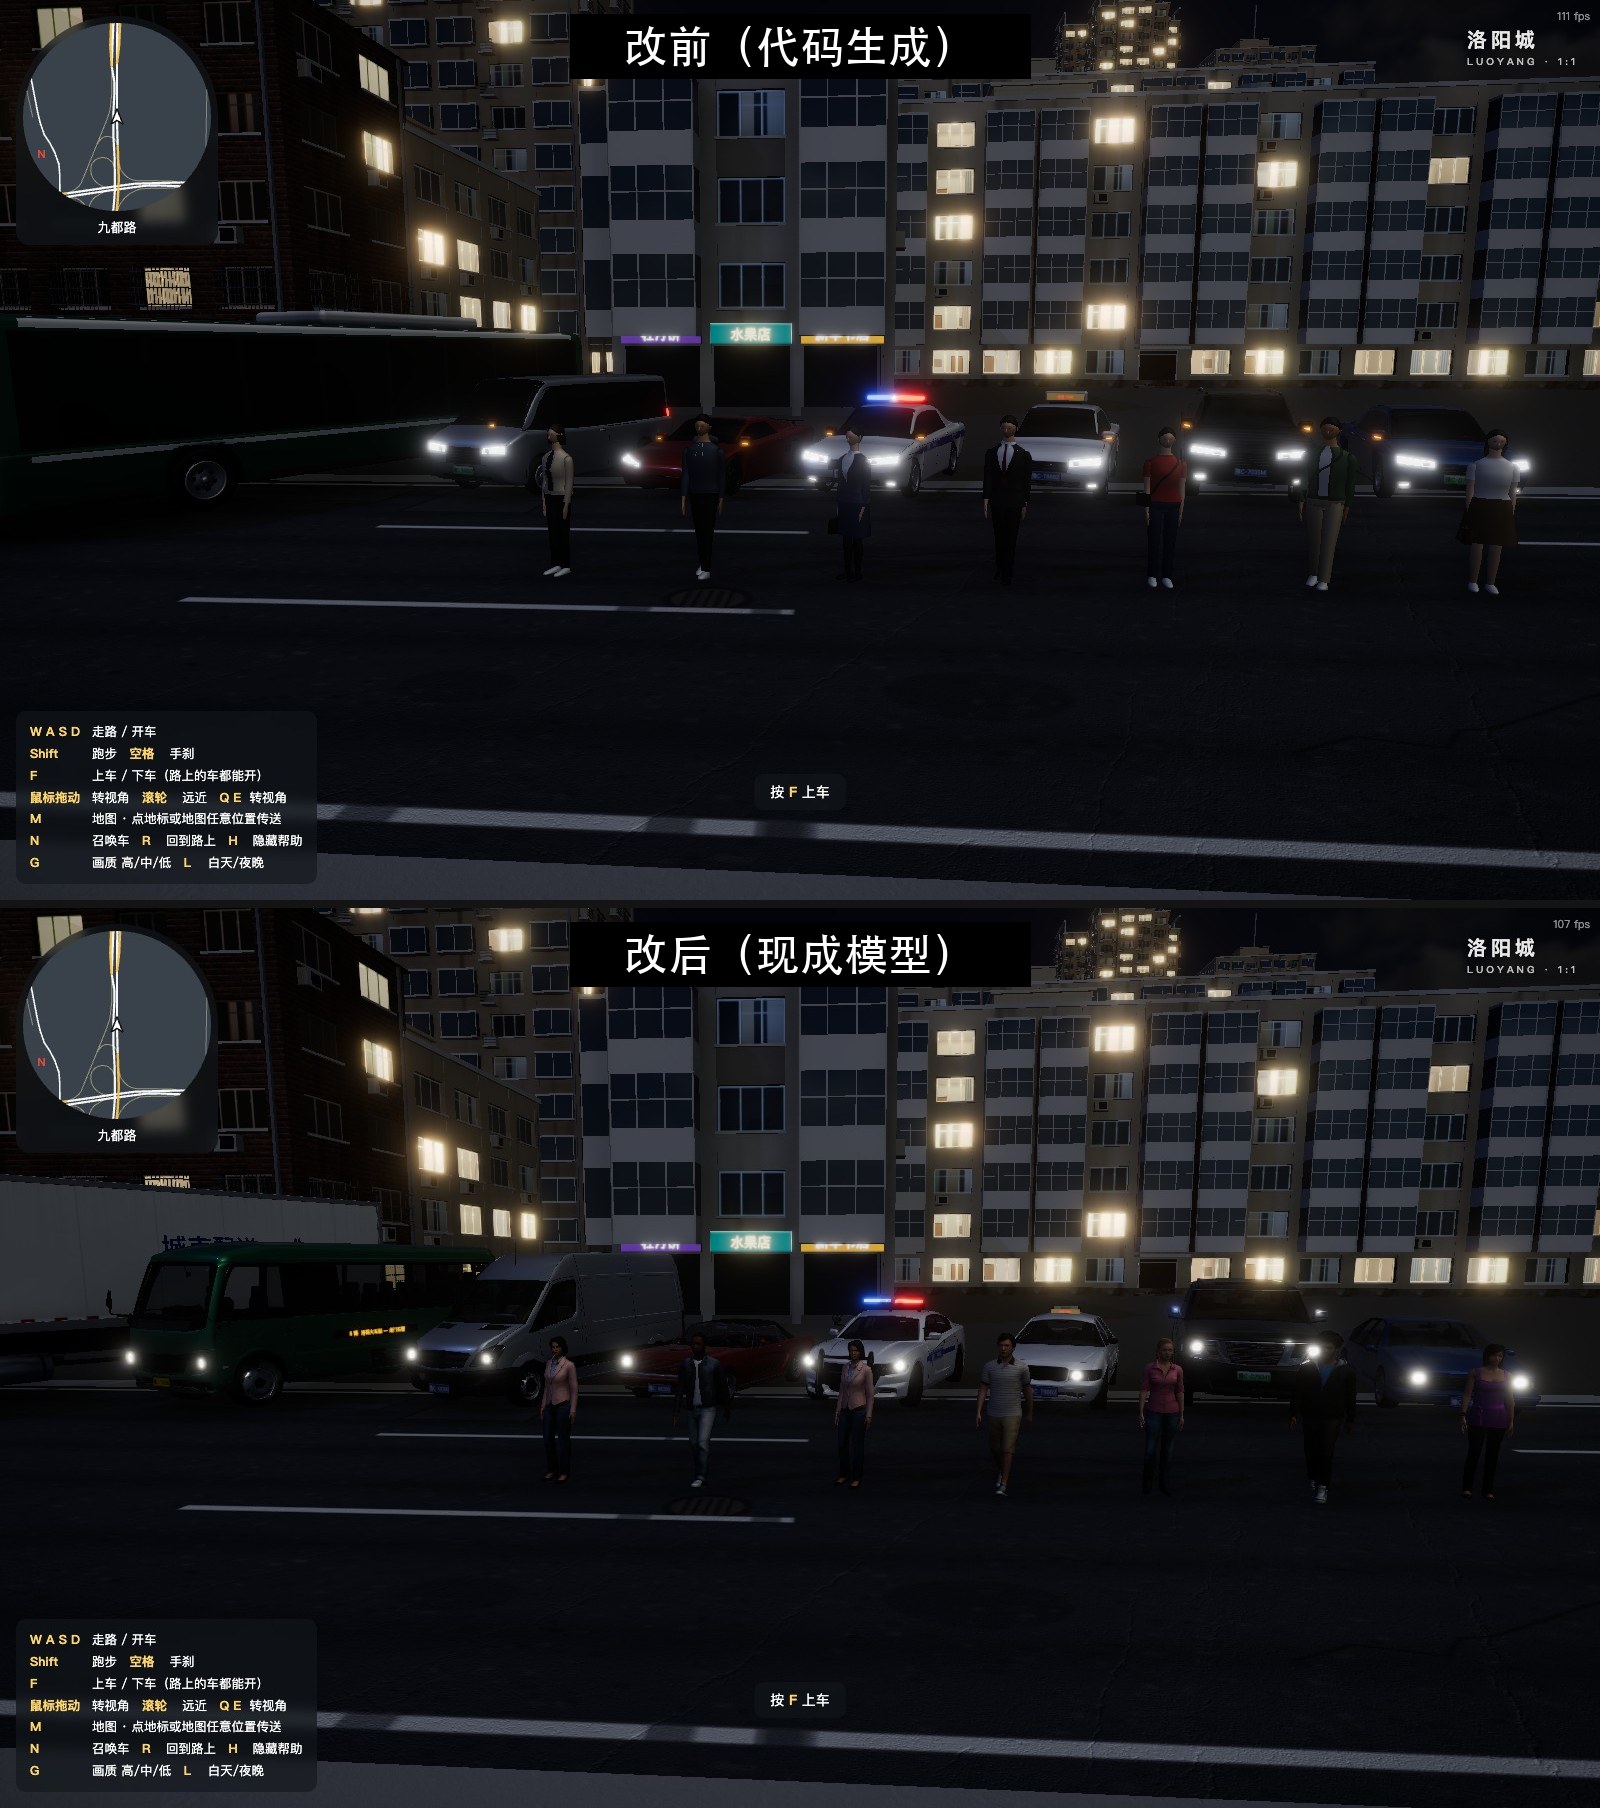 改前（代码生成）
111 fps
洛阳城
LUOYANG · 1:1
N
九都路
水果店
W A S D 走路 / 开车
Shift 跑步 空格 手刹
F 上车 / 下车（路上的车都能开）
鼠标拖动 转视角 滚轮 远近 Q E 转视角
M 地图 · 点地标或地图任意位置传送
N 召唤车 R 回到路上 H 隐藏帮助
G 画质 高/中/低 L 白天/夜晚
按 F 上车
改后（现成模型）
107 fps
洛阳城
LUOYANG · 1:1
N
九都路
水果店
W A S D 走路 / 开车
Shift 跑步 空格 手刹
F 上车 / 下车（路上的车都能开）
鼠标拖动 转视角 滚轮 远近 Q E 转视角
M 地图 · 点地标或地图任意位置传送
N 召唤车 R 回到路上 H 隐藏帮助
G 画质 高/中/低 L 白天/夜晚
按 F 上车